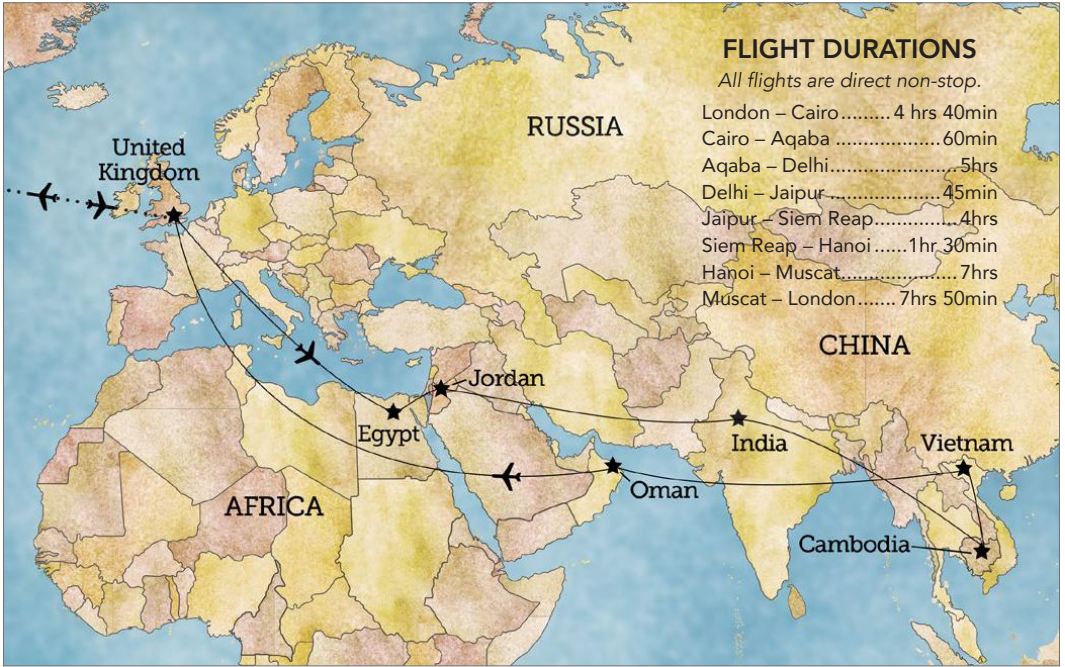 FLIGHT DURATIONS
All flights are direct non-stop.
London – Cairo......... 4 hrs 40min
Cairo – Aqaba ...................60min
Aqaba – Delhi.......................5hrs
Delhi – Jaipur ....................45min
Jaipur – Siem Reap...............4hrs
Siem Reap – Hanoi ......1hr 30min
Hanoi – Muscat.....................7hrs
Muscat – London....... 7hrs 50min
RUSSIA
United
Kingdom
CHINA
Jordan
Egypt
India
Vietnam
Oman
AFRICA
Cambodia